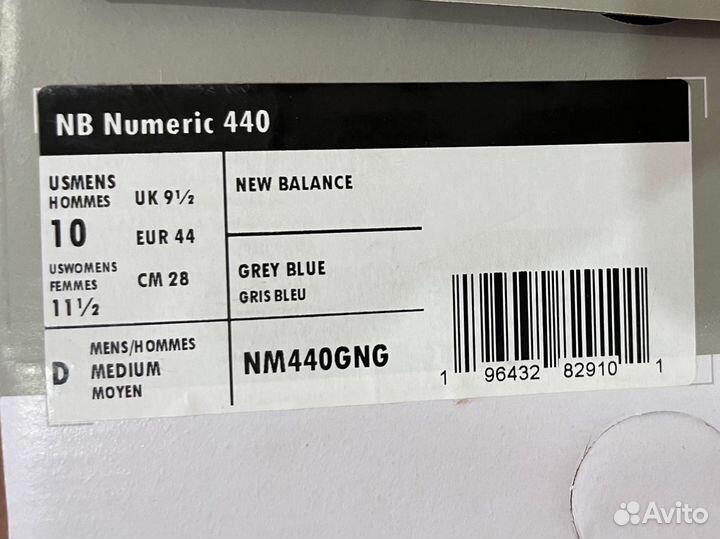 NB Numeric 440
USMENS
HOMMES
10
UK 9½
EUR 44
CM 28
USWOMENS
FEMMES
11½
NEW BALANCE
GREY BLUE
GRIS BLEU
D
MENS/HOMMES
MEDIUM
MOYEN
NM440GNG
1 96432 82910 1
Avito